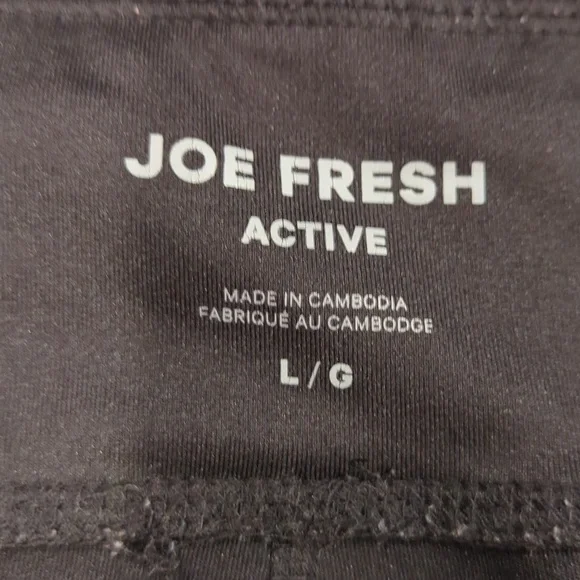 JOE FRESH
ACTIVE
MADE IN CAMBODIA
FABRIQUÉ AU CAMBODGE
L / G